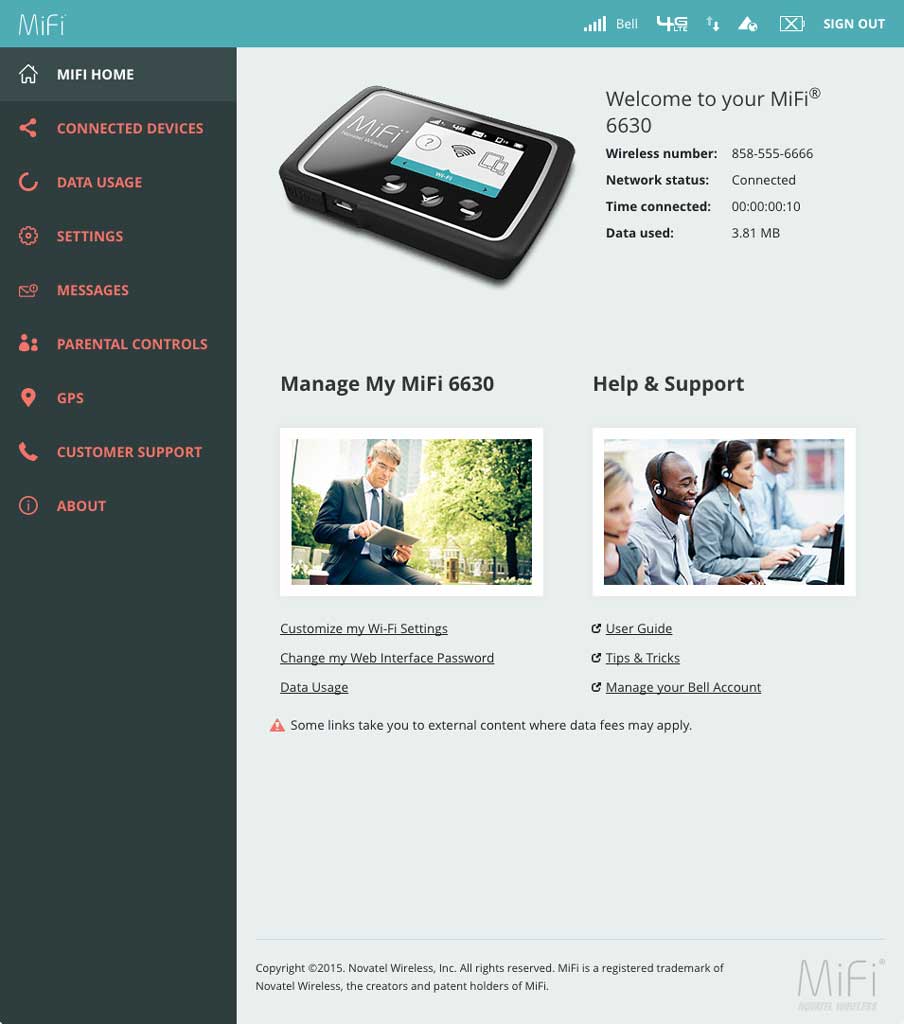 MiFi
Bell 4G LTE SIGN OUT
MIFI HOME
CONNECTED DEVICES
DATA USAGE
SETTINGS
MESSAGES
PARENTAL CONTROLS
GPS
CUSTOMER SUPPORT
ABOUT
MiFi
Novatel Wireless
?
Wi-Fi
Welcome to your MiFi®
6630
Wireless number: 858-555-6666
Network status: Connected
Time connected: 00:00:00:10
Data used: 3.81 MB
Manage My MiFi 6630
Customize my Wi-Fi Settings
Change my Web Interface Password
Data Usage
Help & Support
User Guide
Tips & Tricks
Manage your Bell Account
Some links take you to external content where data fees may apply.
Copyright ©2015. Novatel Wireless, Inc. All rights reserved. MiFi is a registered trademark of
Novatel Wireless, the creators and patent holders of MiFi.
MiFi®
NOVATEL WIRELESS